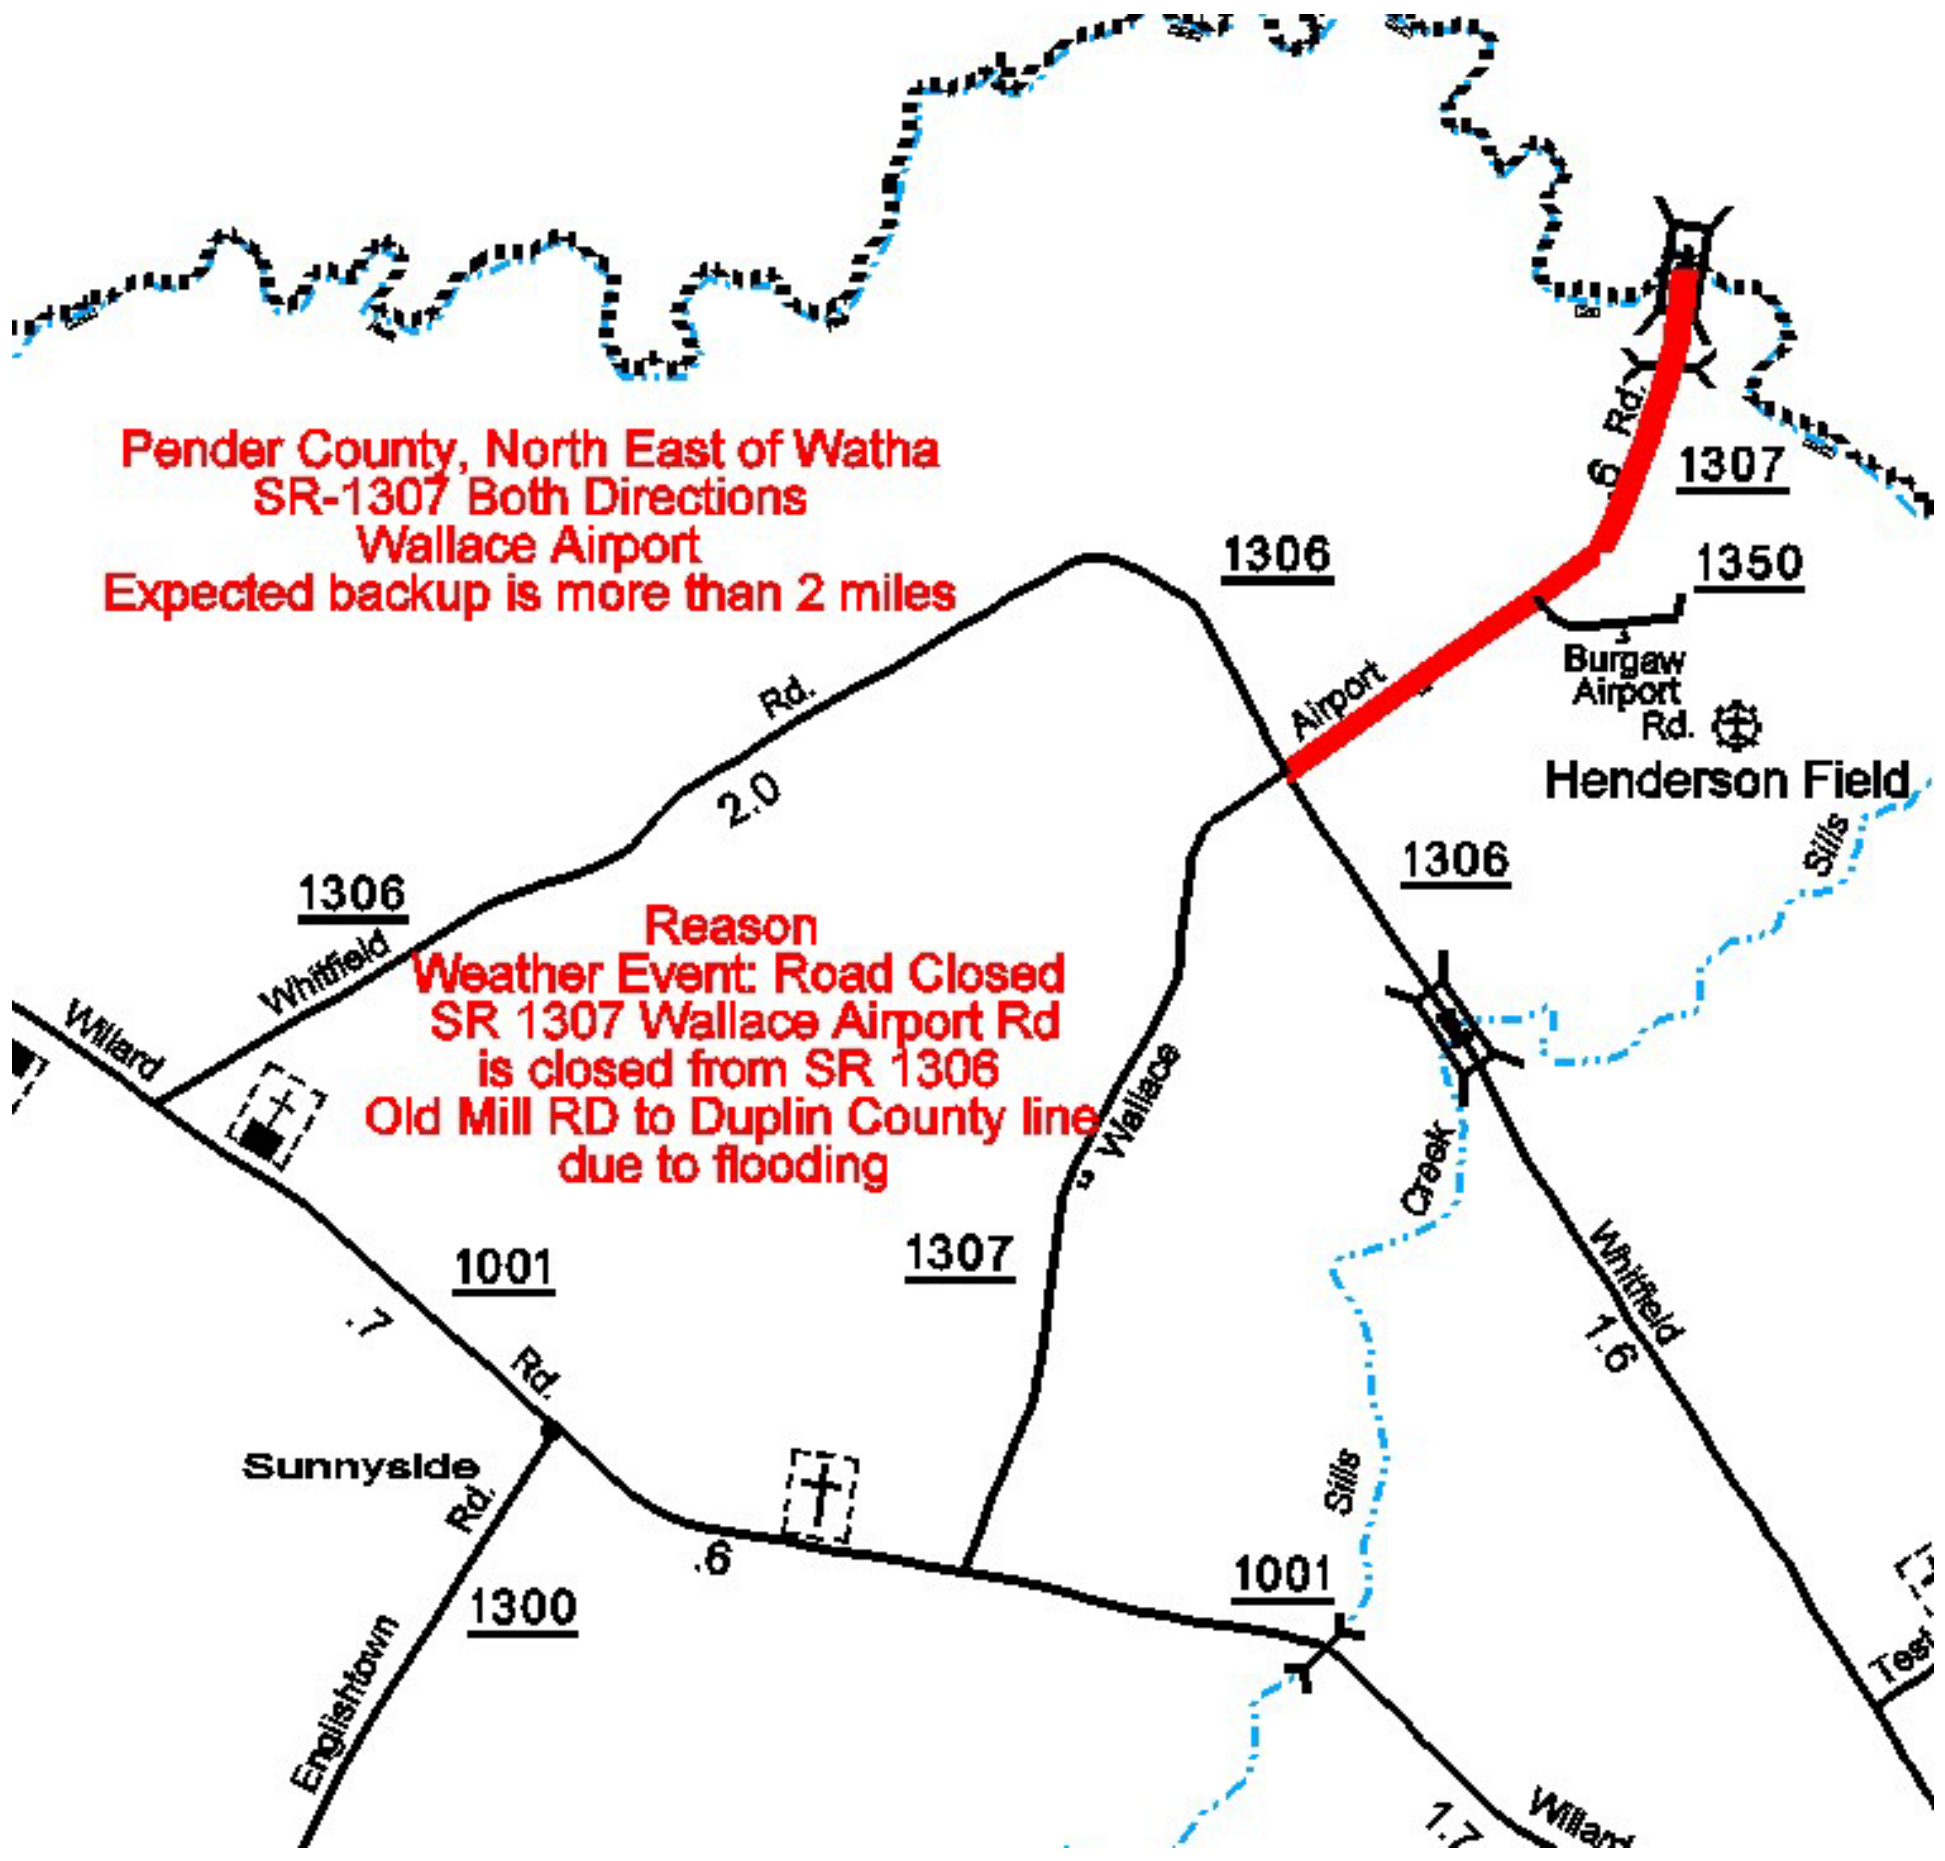 Rd.
6
1307
Pender County, North East of Watha
SR-1307 Both Directions
Wallace Airport
Expected backup is more than 2 miles
1306
1350
Burgaw
Airport
Rd.
Airport
Henderson Field
Rd.
2.0
Sills
1306
1306
Whitfield
Reason
Weather Event: Road Closed
SR 1307 Wallace Airport Rd
is closed from SR 1306
Old Mill RD to Duplin County line
due to flooding
Willard
Wallace
Creek
1307
1001
.7
Whitfield
1.6
Rd.
Sunnyside
Rd.
Sills
.6
1001
1300
Englishtown
Willard
1.7